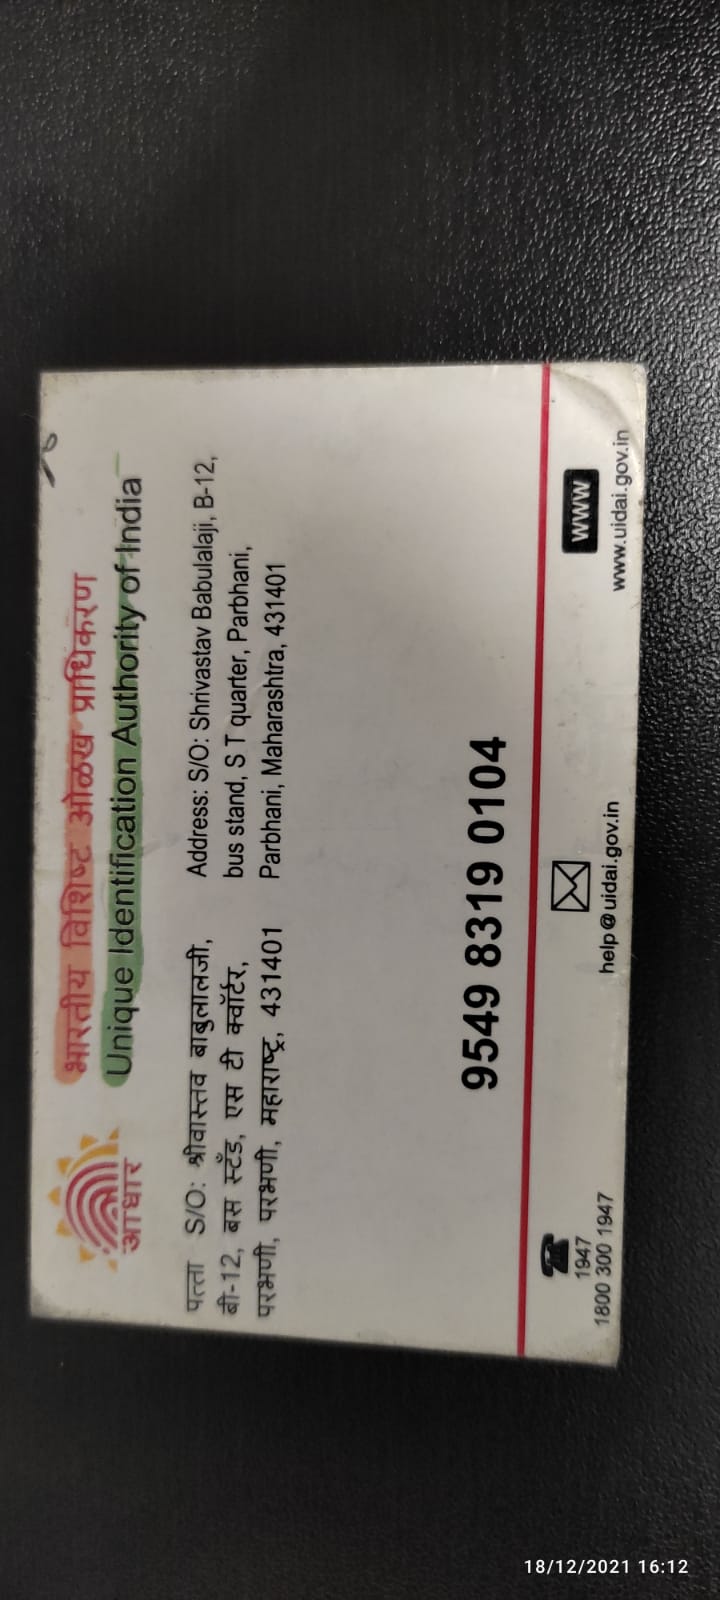 भारतीय विशिष्ट ओळख प्राधिकरण
Unique Identification Authority of India
आधार
पत्ता S/O: श्रीवास्तव बाबुलालजी,
बी-12, बस स्टँड, एस टी क्वॉर्टर,
परभणी, परभणी, महाराष्ट्र, 431401
Address: S/O: Shrivastav Babulalaji, B-12,
bus stand, S T quarter, Parbhani,
Parbhani, Maharashtra, 431401
9549 8319 0104
1947
1800 300 1947
help@uidai.gov.in
www
www.uidai.gov.in
18/12/2021 16:12